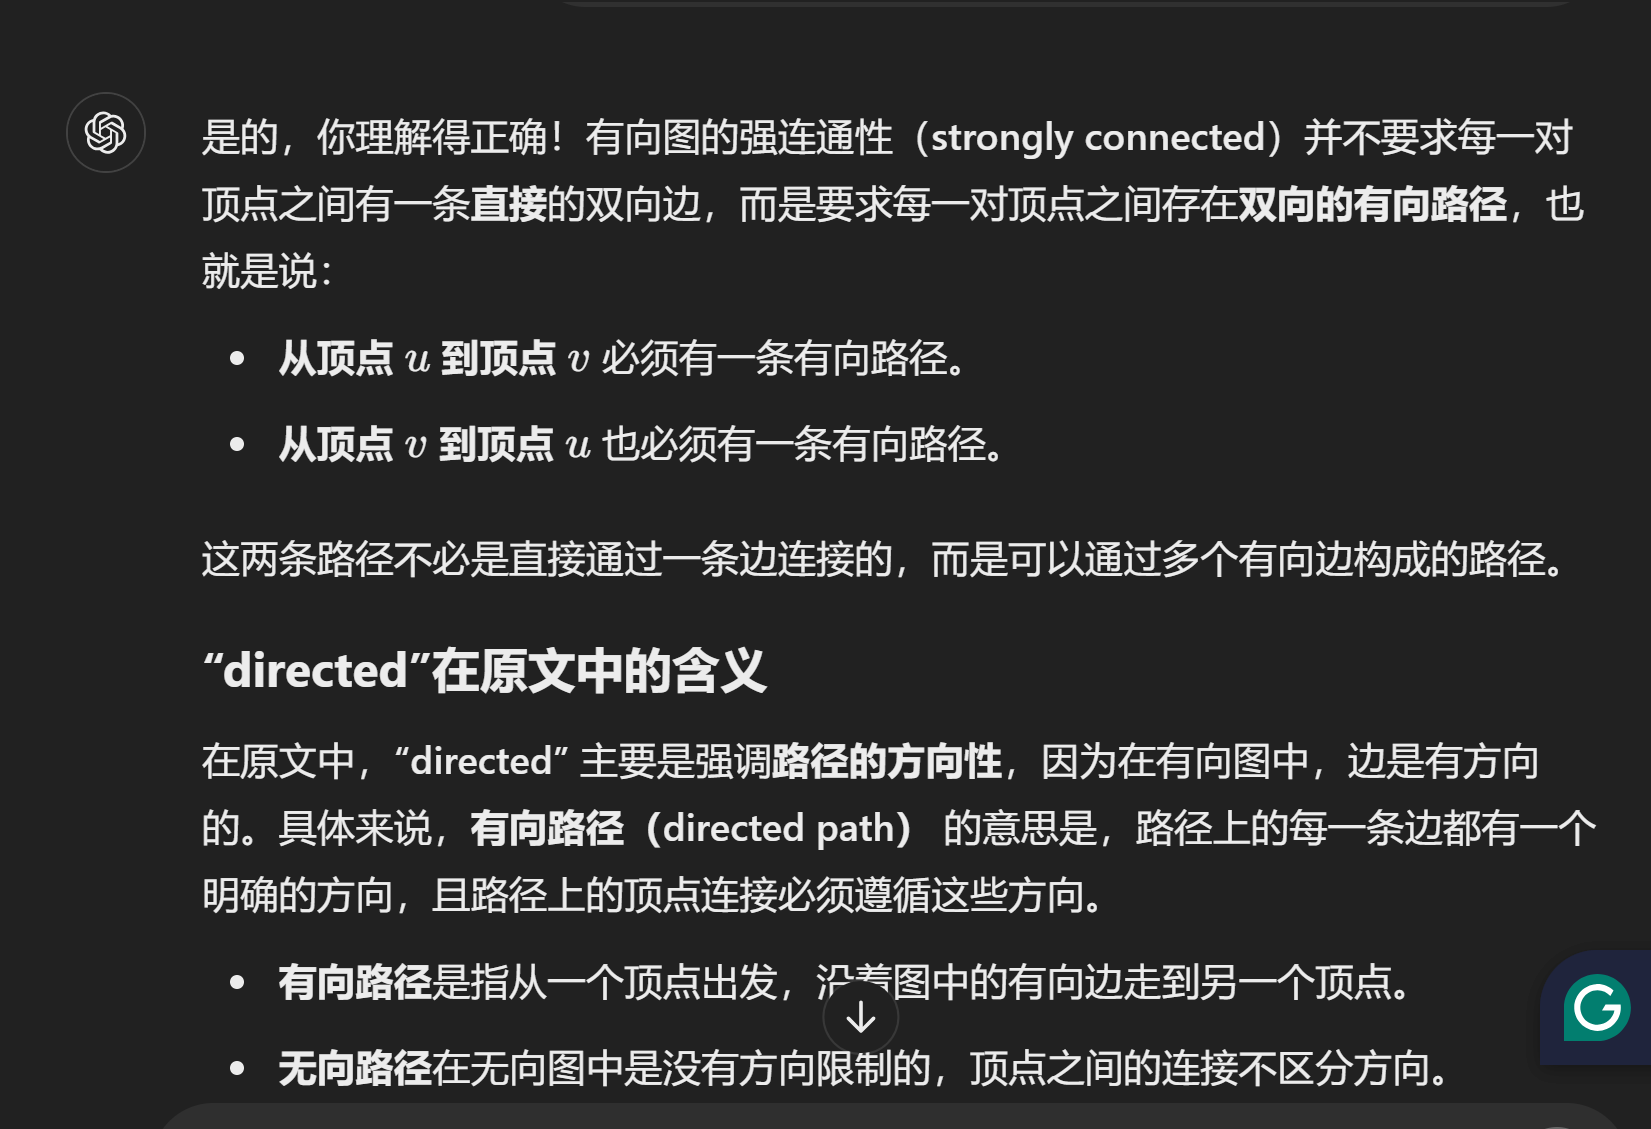 是的，你理解得正确！有向图的强连通性（strongly connected）并不要求每一对
顶点之间有一条直接的双向边，而是要求每一对顶点之间存在双向的有向路径，也
就是说：
从顶点 u 到顶点 v 必须有一条有向路径。
从顶点 v 到顶点 u 也必须有一条有向路径。
这两条路径不必是直接通过一条边连接的，而是可以通过多个有向边构成的路径。
“directed”在原文中的含义
在原文中，“directed” 主要是强调路径的方向性，因为在有向图中，边是有方向
的。具体来说，有向路径（directed path） 的意思是，路径上的每一条边都有一个
明确的方向，且路径上的顶点连接必须遵循这些方向。
有向路径是指从一个顶点出发，沿着图中的有向边走到另一个顶点。
无向路径在无向图中是没有方向限制的，顶点之间的连接不区分方向。